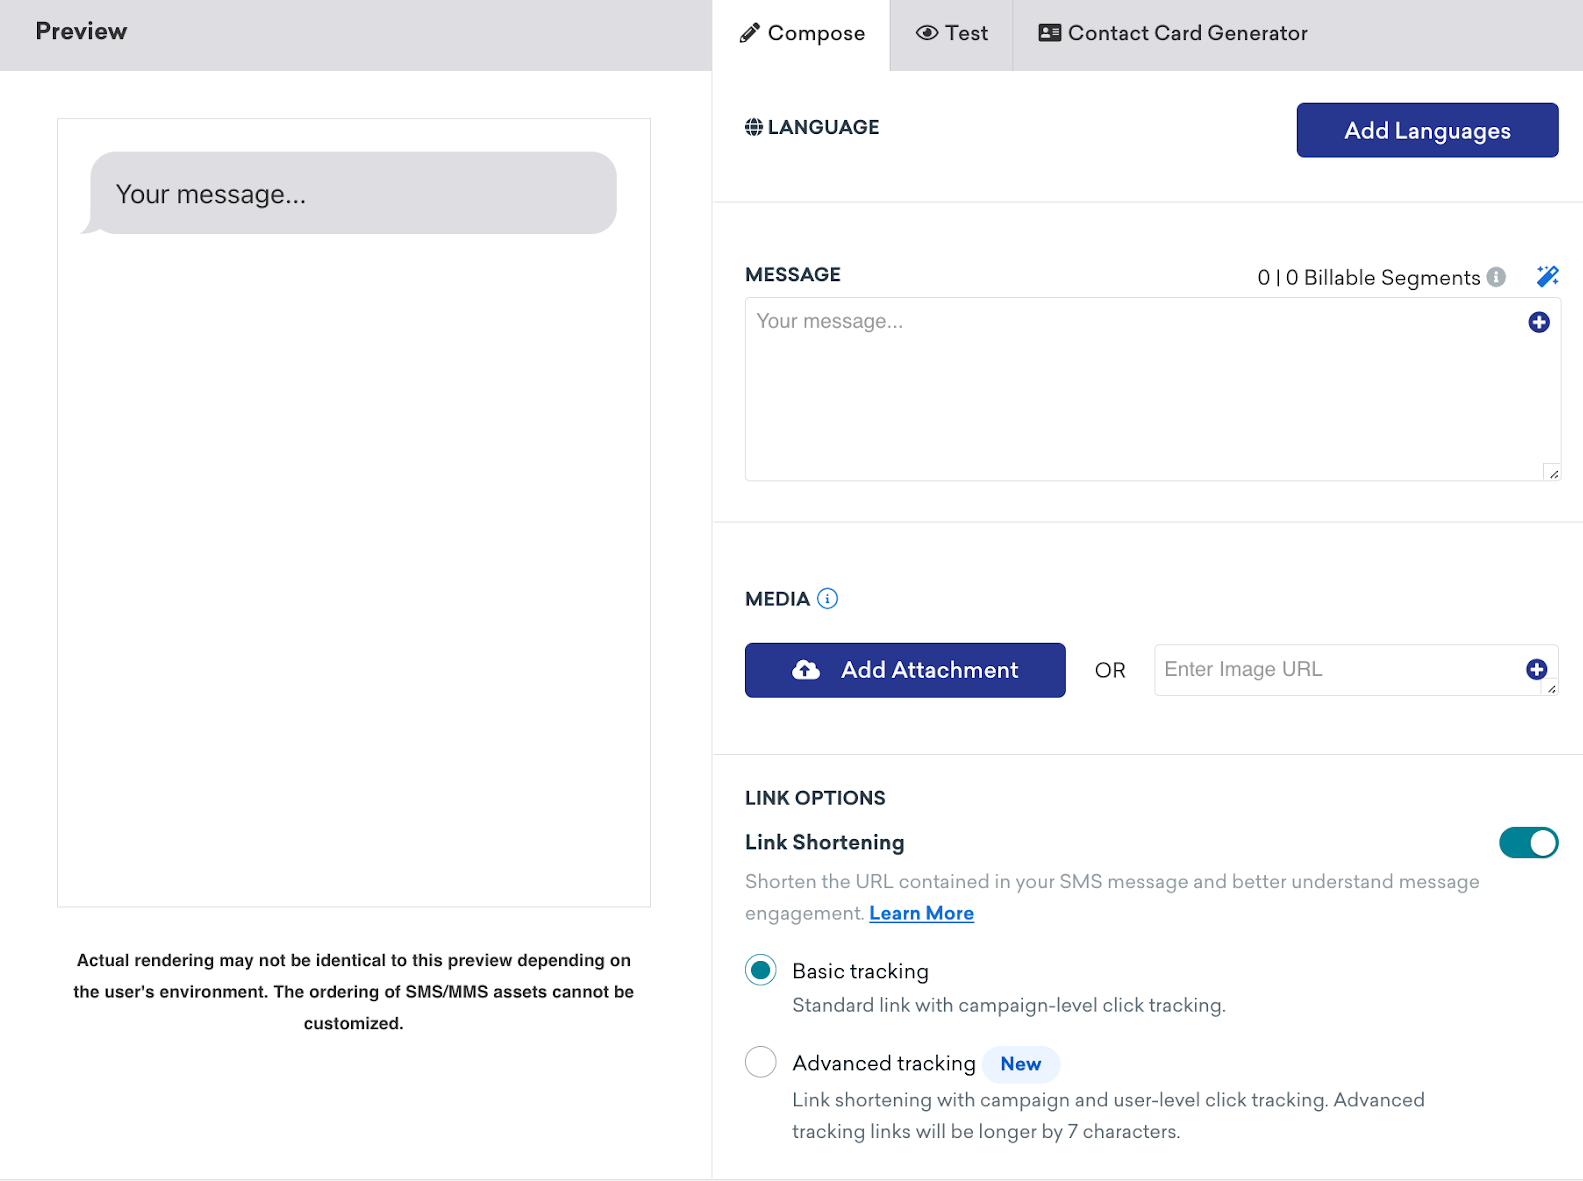 Preview
Compose
Test
Contact Card Generator
Your message...
LANGUAGE
Add Languages
MESSAGE
0 | 0 Billable Segments
Your message...
MEDIA
Add Attachment
OR
Enter Image URL
LINK OPTIONS
Link Shortening
Shorten the URL contained in your SMS message and better understand message
engagement. Learn More
Basic tracking
Standard link with campaign-level click tracking.
Advanced tracking New
Link shortening with campaign and user-level click tracking. Advanced
tracking links will be longer by 7 characters.
Actual rendering may not be identical to this preview depending on
the user's environment. The ordering of SMS/MMS assets cannot be
customized.